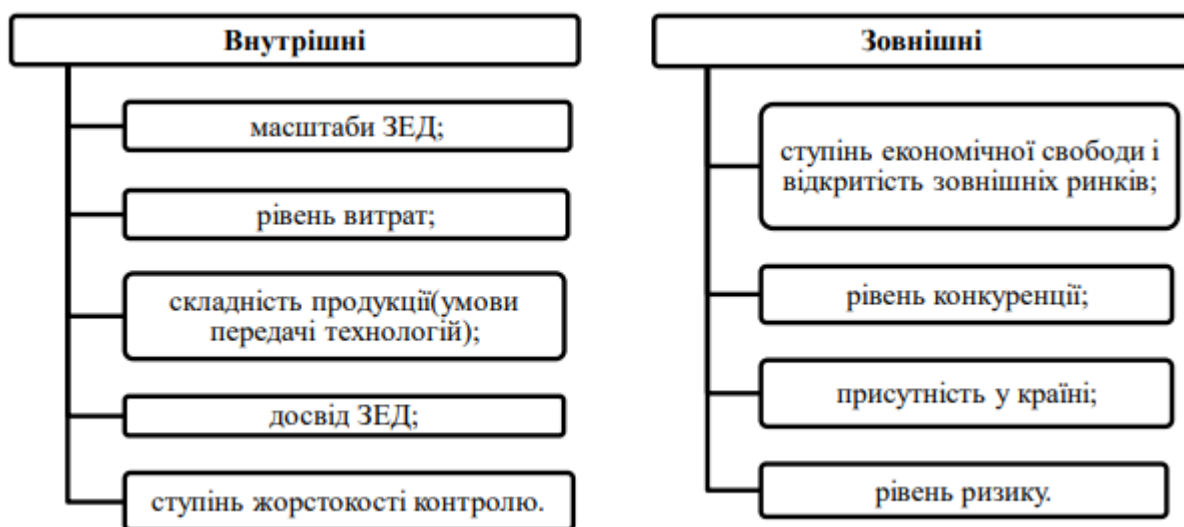 Внутрішні
масштаби ЗЕД;
рівень витрат;
складність продукції(умови
передачі технологій);
досвід ЗЕД;
ступінь жорстокості контролю.
Зовнішні
ступінь економічної свободи і
відкритість зовнішніх ринків;
рівень конкуренції;
присутність у країні;
рівень ризику.